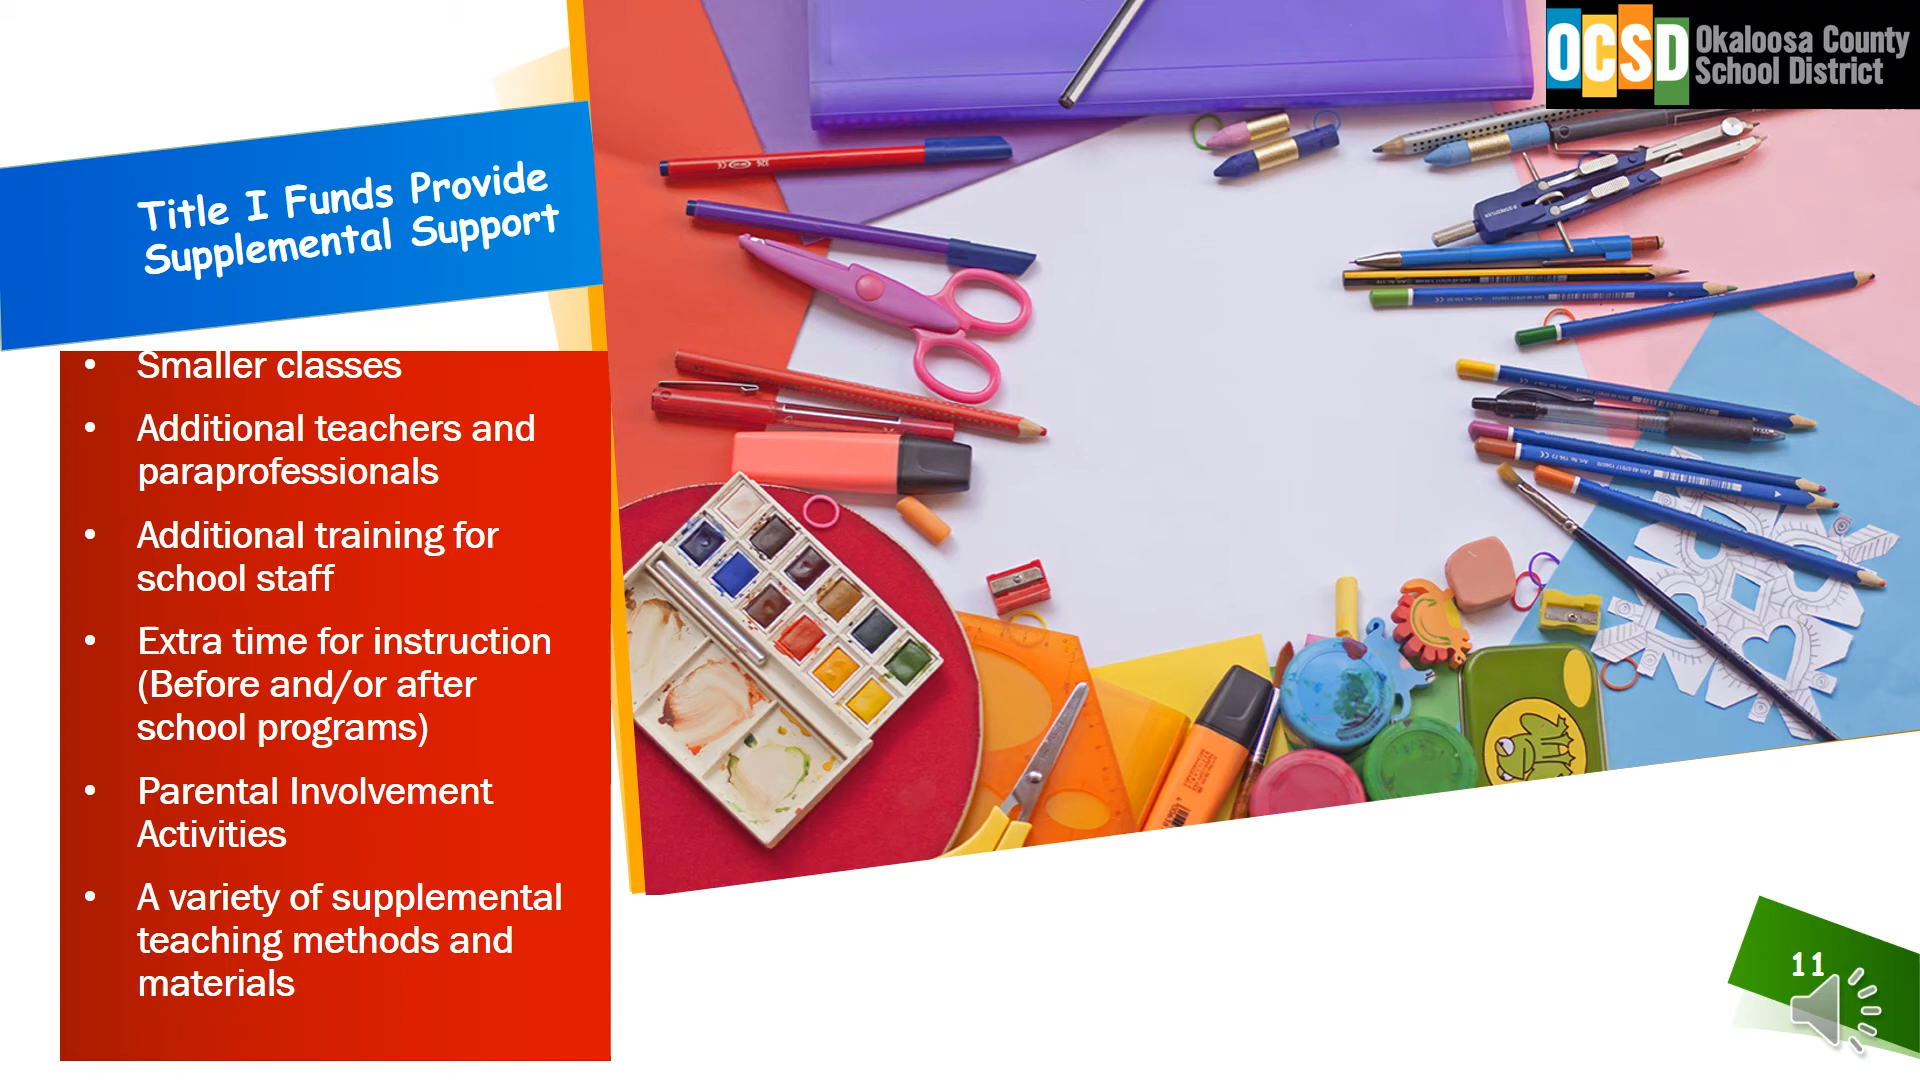 OCSD Okaloosa County
School District
Title I Funds Provide
Supplemental Support
• Smaller classes
• Additional teachers and
paraprofessionals
• Additional training for
school staff
• Extra time for instruction
(Before and/or after
school programs)
• Parental Involvement
Activities
• A variety of supplemental
teaching methods and
materials
11